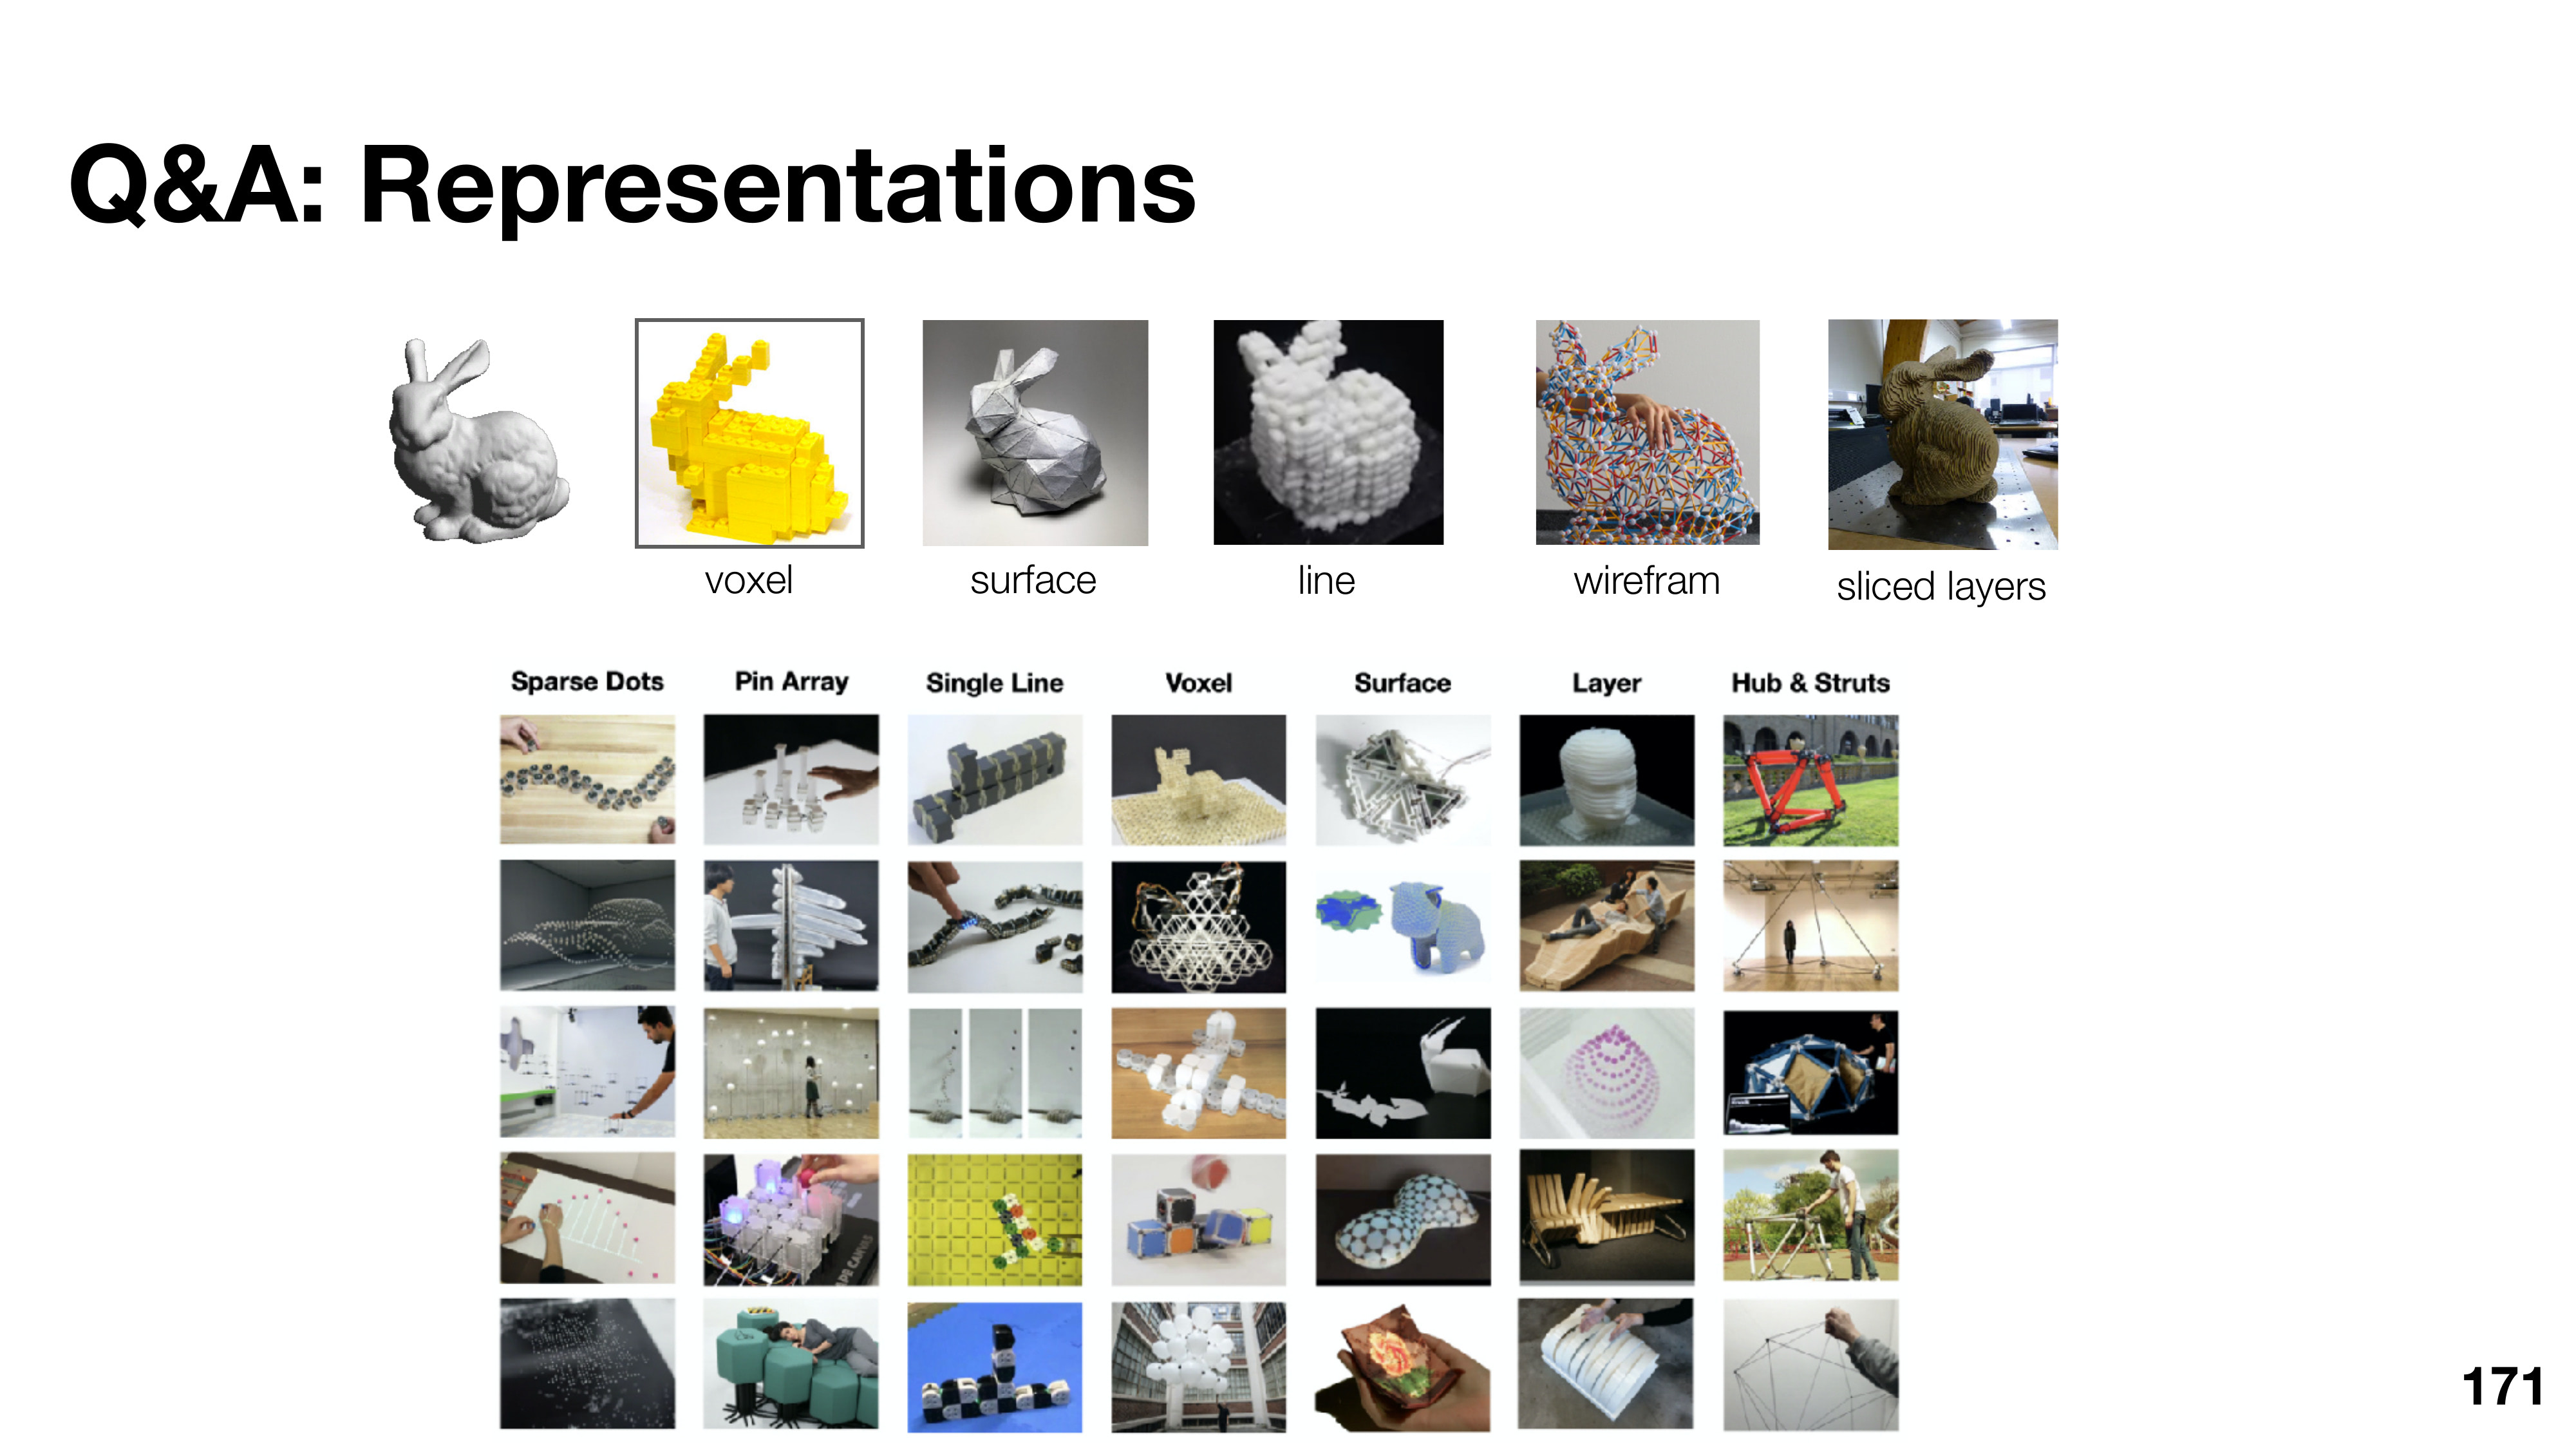 Q&A: Representations
voxel
surface
line
wirefram
sliced layers
Sparse Dots
Pin Array
Single Line
Voxel
Surface
Layer
Hub & Struts
171